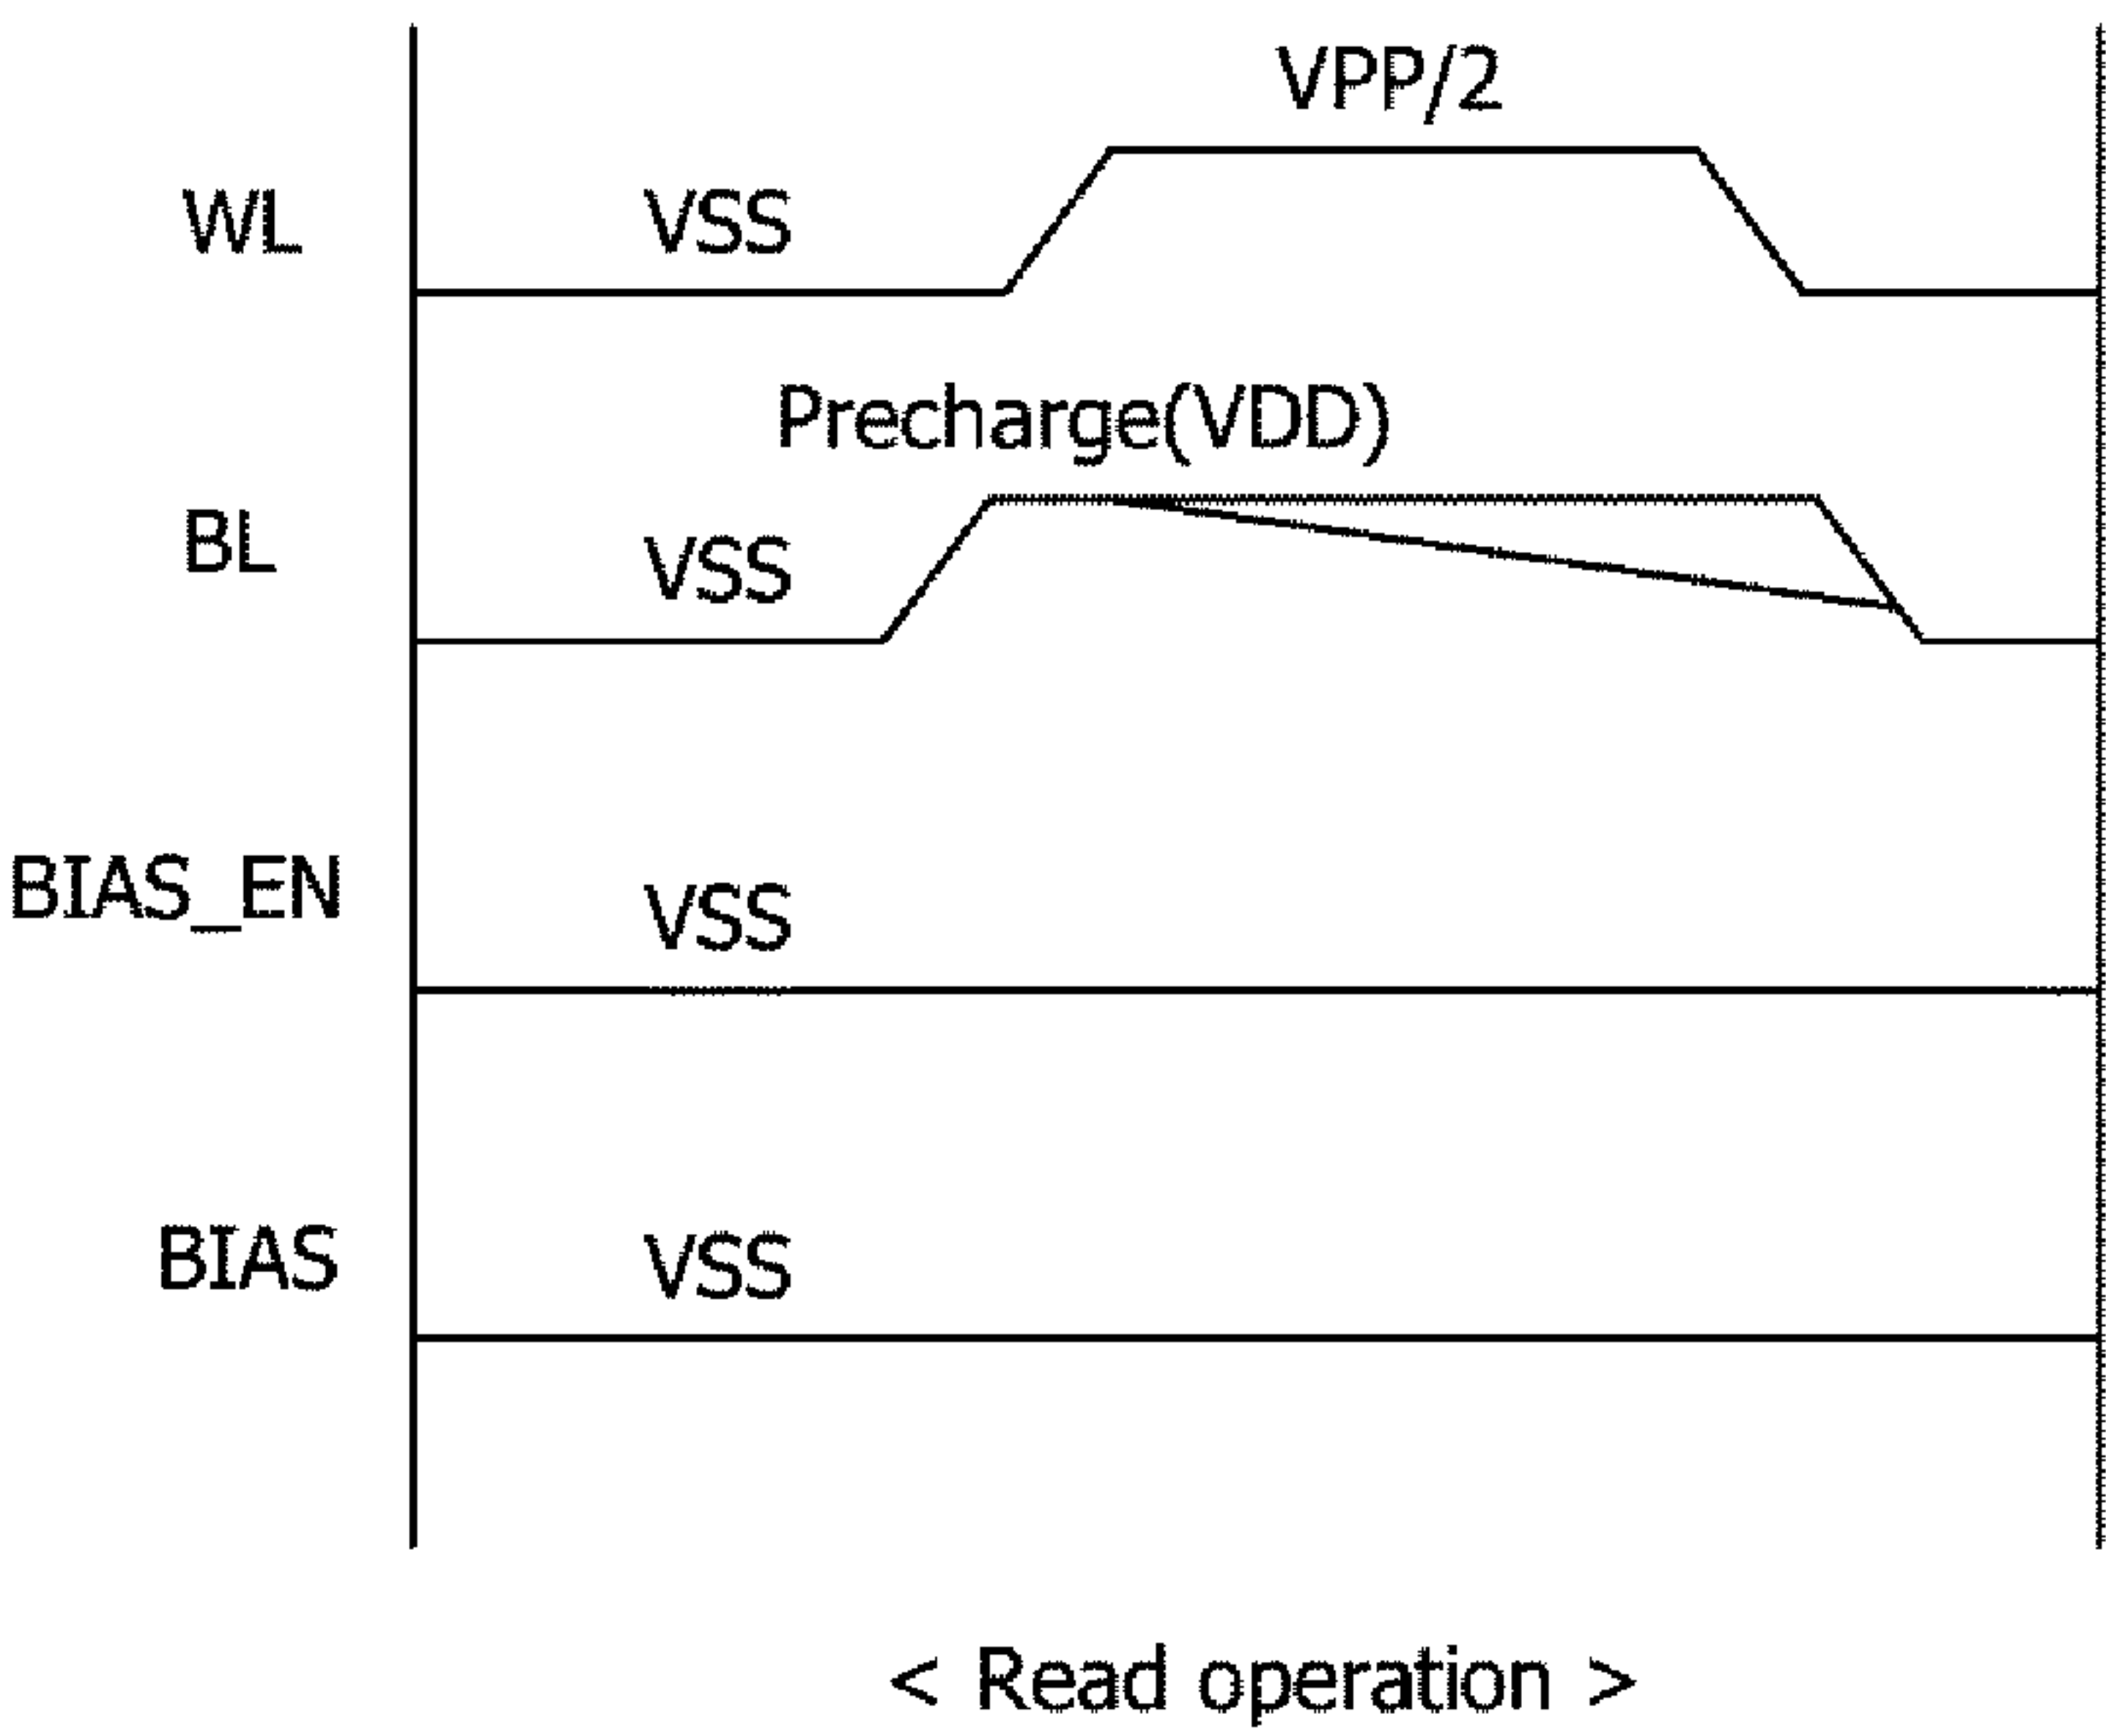 VPP/2
WL VSS
Precharge(VDD)
BL VSS
BIAS_EN VSS
BIAS VSS
< Read operation >